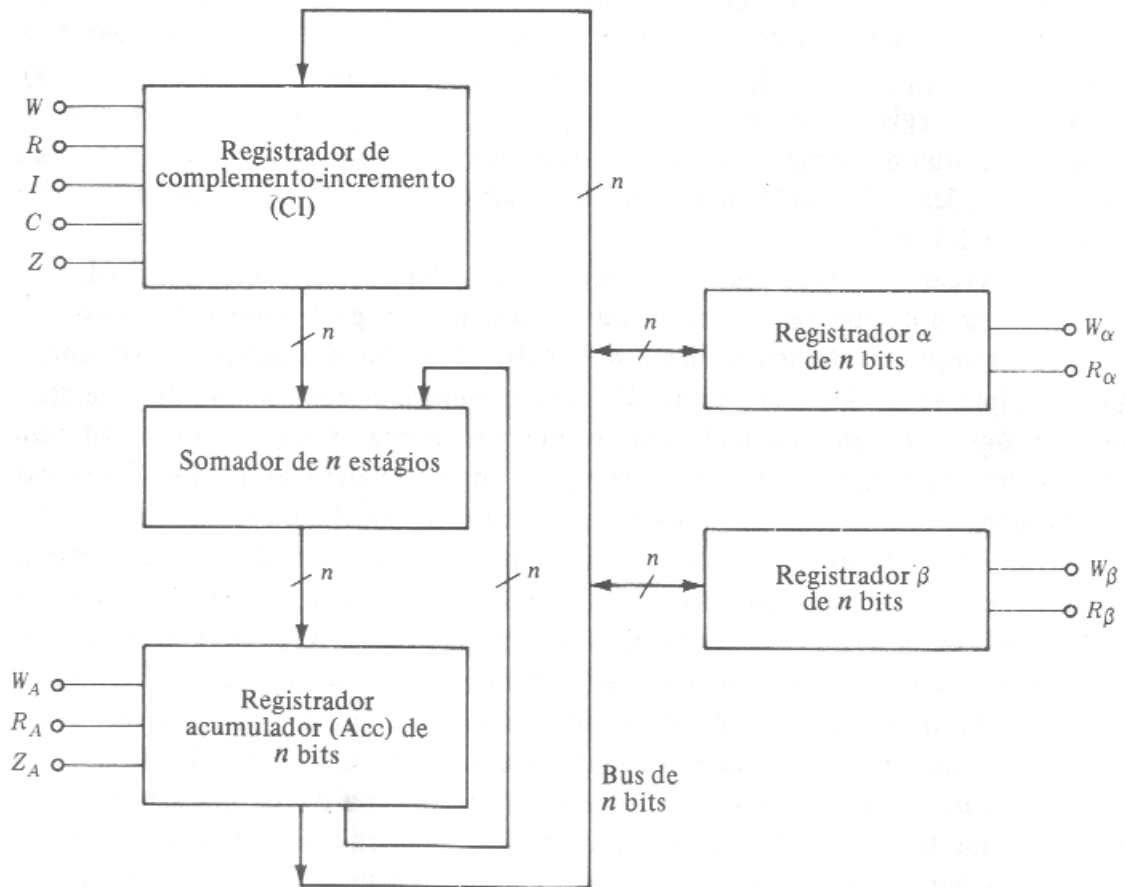 W
R
I
C
Z
Registrador de
complemento-incremento
(CI)
n
n
Somador de n estágios
n
n
W_A
R_A
Z_A
Registrador
acumulador (Acc) de
n bits
Bus de
n bits
n
Registrador α
de n bits
W_α
R_α
n
Registrador β
de n bits
W_β
R_β